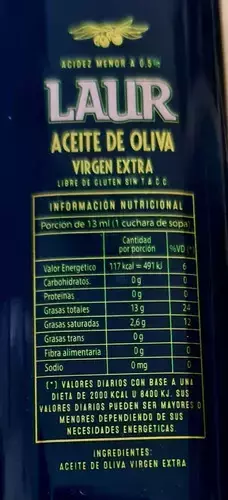 ACIDEZ MENOR A 0,5%
LAUR
ACEITE DE OLIVA
VIRGEN EXTRA
LIBRE DE GLUTEN SIN T.A.C.C.
INFORMACIÓN NUTRICIONAL
Porción de 13 ml (1 cuchara de sopa)
Cantidad por porción %VD (*)
Valor Energético 117 kcal = 491 kJ 6
Carbohidratos. 0 g 0
Proteínas 0 g 0
Grasas totales 13 g 24
Grasas saturadas 2,6 g 12
Grasas trans 0 g -
Fibra alimentaria 0 g 0
Sodio 0 mg 0
(*) VALORES DIARIOS CON BASE A UNA
DIETA DE 2000 KCAL U 8400 KJ. SUS
VALORES DIARIOS PUEDEN SER MAYORES O
MENORES DEPENDIENDO DE SUS
NECESIDADES ENERGETICAS.
INGREDIENTES:
ACEITE DE OLIVA VIRGEN EXTRA